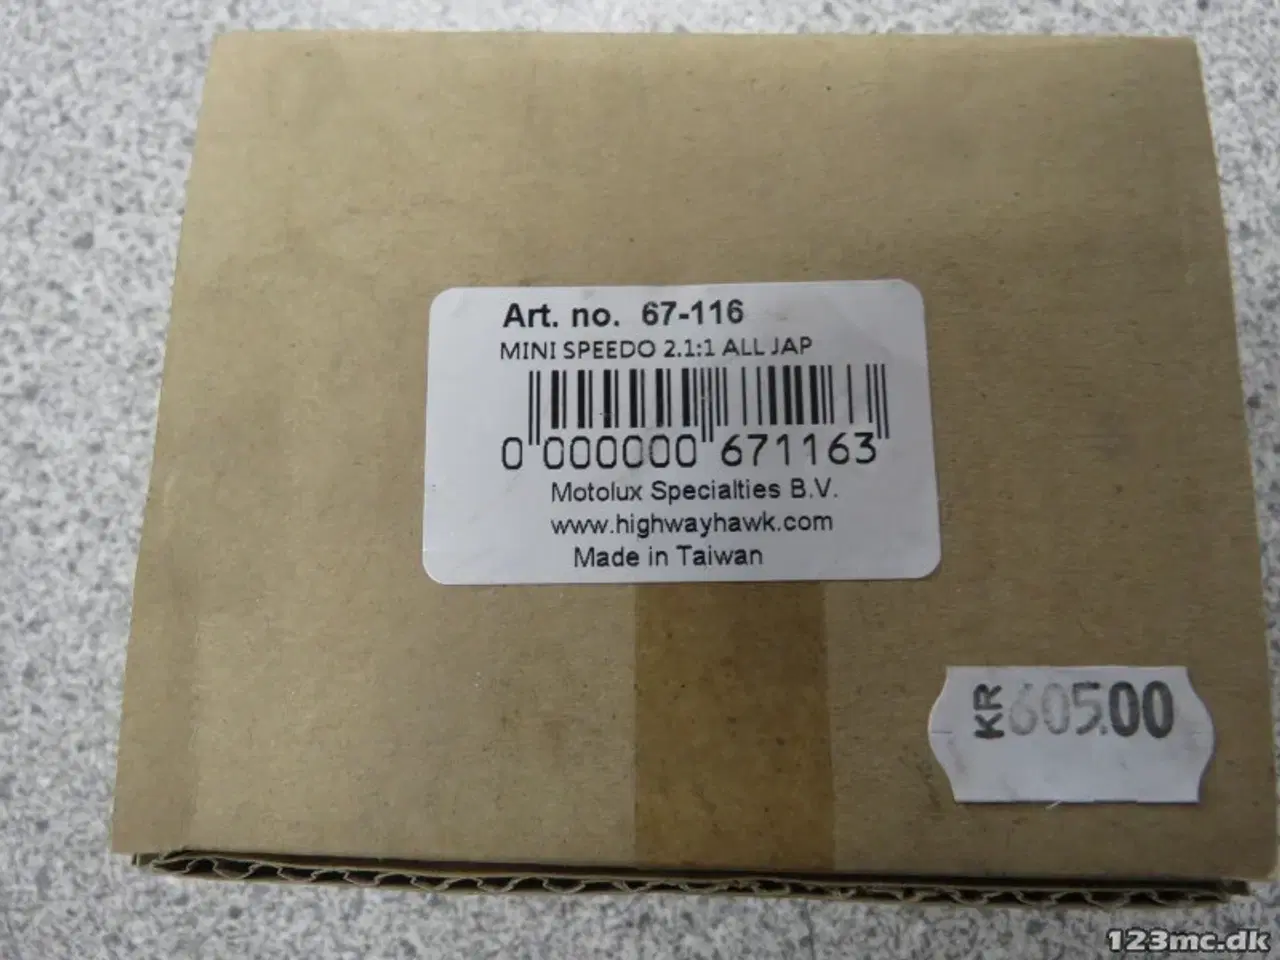 Art. no. 67-116
MINI SPEEDO 2.1:1 ALL JAP
0 000000 671163
Motolux Specialties B.V.
www.highwayhawk.com
Made in Taiwan
KR 605.00
123mc.dk